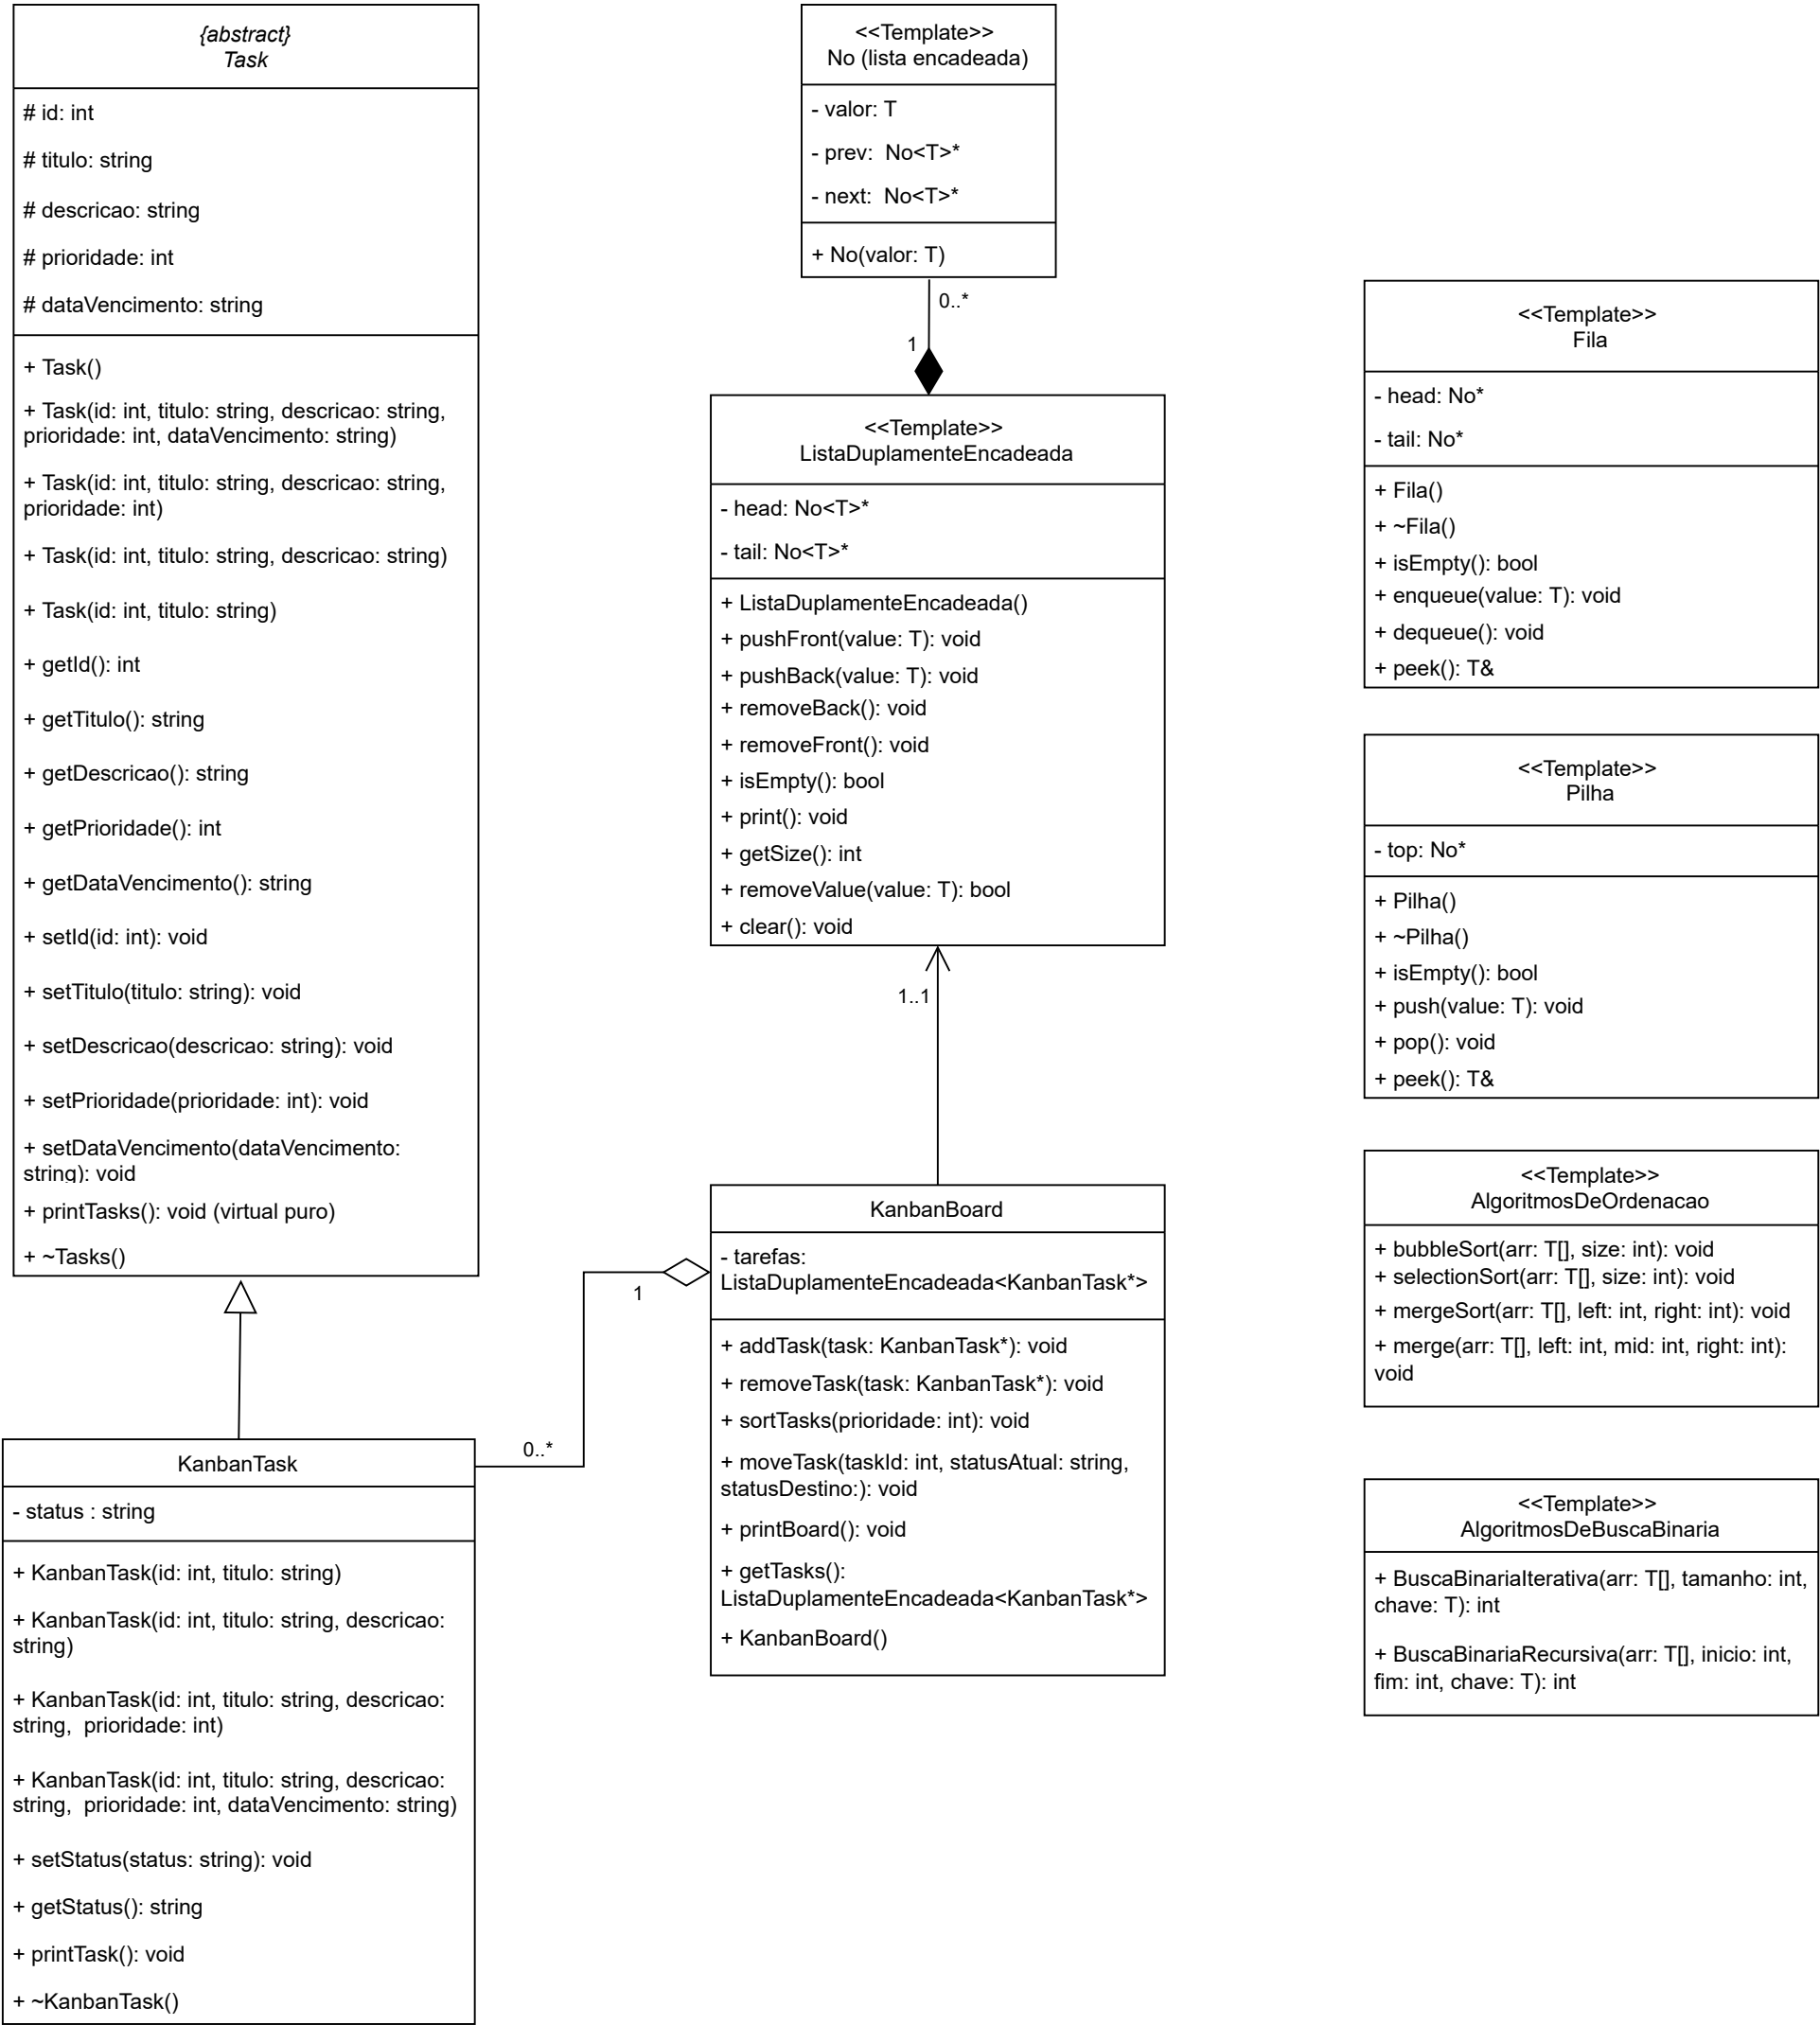 {abstract}
Task
# id: int
# titulo: string
# descricao: string
# prioridade: int
# dataVencimento: string
+ Task()
+ Task(id: int, titulo: string, descricao: string,
prioridade: int, dataVencimento: string)
+ Task(id: int, titulo: string, descricao: string,
prioridade: int)
+ Task(id: int, titulo: string, descricao: string)
+ Task(id: int, titulo: string)
+ getId(): int
+ getTitulo(): string
+ getDescricao(): string
+ getPrioridade(): int
+ getDataVencimento(): string
+ setId(id: int): void
+ setTitulo(titulo: string): void
+ setDescricao(descricao: string): void
+ setPrioridade(prioridade: int): void
+ setDataVencimento(dataVencimento:
string): void
+ printTasks(): void (virtual puro)
+ ~Tasks()
KanbanTask
- status : string
+ KanbanTask(id: int, titulo: string)
+ KanbanTask(id: int, titulo: string, descricao:
string)
+ KanbanTask(id: int, titulo: string, descricao:
string,  prioridade: int)
+ KanbanTask(id: int, titulo: string, descricao:
string,  prioridade: int, dataVencimento: string)
+ setStatus(status: string): void
+ getStatus(): string
+ printTask(): void
+ ~KanbanTask()
0..*
1
<<Template>>
No (lista encadeada)
- valor: T
- prev:  No<T>*
- next:  No<T>*
+ No(valor: T)
0..*
1
<<Template>>
ListaDuplamenteEncadeada
- head: No<T>*
- tail: No<T>*
+ ListaDuplamenteEncadeada()
+ pushFront(value: T): void
+ pushBack(value: T): void
+ removeBack(): void
+ removeFront(): void
+ isEmpty(): bool
+ print(): void
+ getSize(): int
+ removeValue(value: T): bool
+ clear(): void
1..1
KanbanBoard
- tarefas:
ListaDuplamenteEncadeada<KanbanTask*>
+ addTask(task: KanbanTask*): void
+ removeTask(task: KanbanTask*): void
+ sortTasks(prioridade: int): void
+ moveTask(taskId: int, statusAtual: string,
statusDestino:): void
+ printBoard(): void
+ getTasks():
ListaDuplamenteEncadeada<KanbanTask*>
+ KanbanBoard()
<<Template>>
Fila
- head: No*
- tail: No*
+ Fila()
+ ~Fila()
+ isEmpty(): bool
+ enqueue(value: T): void
+ dequeue(): void
+ peek(): T&
<<Template>>
Pilha
- top: No*
+ Pilha()
+ ~Pilha()
+ isEmpty(): bool
+ push(value: T): void
+ pop(): void
+ peek(): T&
<<Template>>
AlgoritmosDeOrdenacao
+ bubbleSort(arr: T[], size: int): void
+ selectionSort(arr: T[], size: int): void
+ mergeSort(arr: T[], left: int, right: int): void
+ merge(arr: T[], left: int, mid: int, right: int):
void
<<Template>>
AlgoritmosDeBuscaBinaria
+ BuscaBinariaIterativa(arr: T[], tamanho: int,
chave: T): int
+ BuscaBinariaRecursiva(arr: T[], inicio: int,
fim: int, chave: T): int